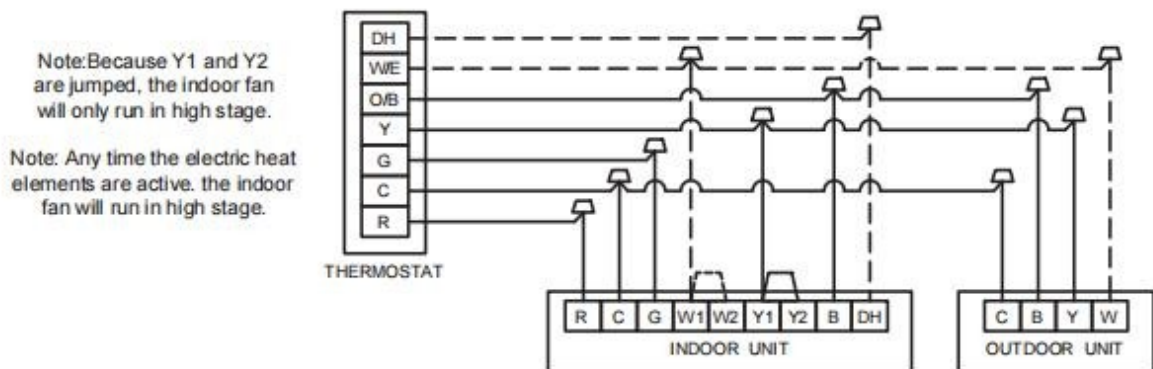 Note:Because Y1 and Y2
are jumped, the indoor fan
will only run in high stage.
Note: Any time the electric heat
elements are active. the indoor
fan will run in high stage.
DH
W/E
O/B
Y
G
C
R
THERMOSTAT
R C G W1 W2 Y1 Y2 B DH
INDOOR UNIT
C B Y W
OUTDOOR UNIT